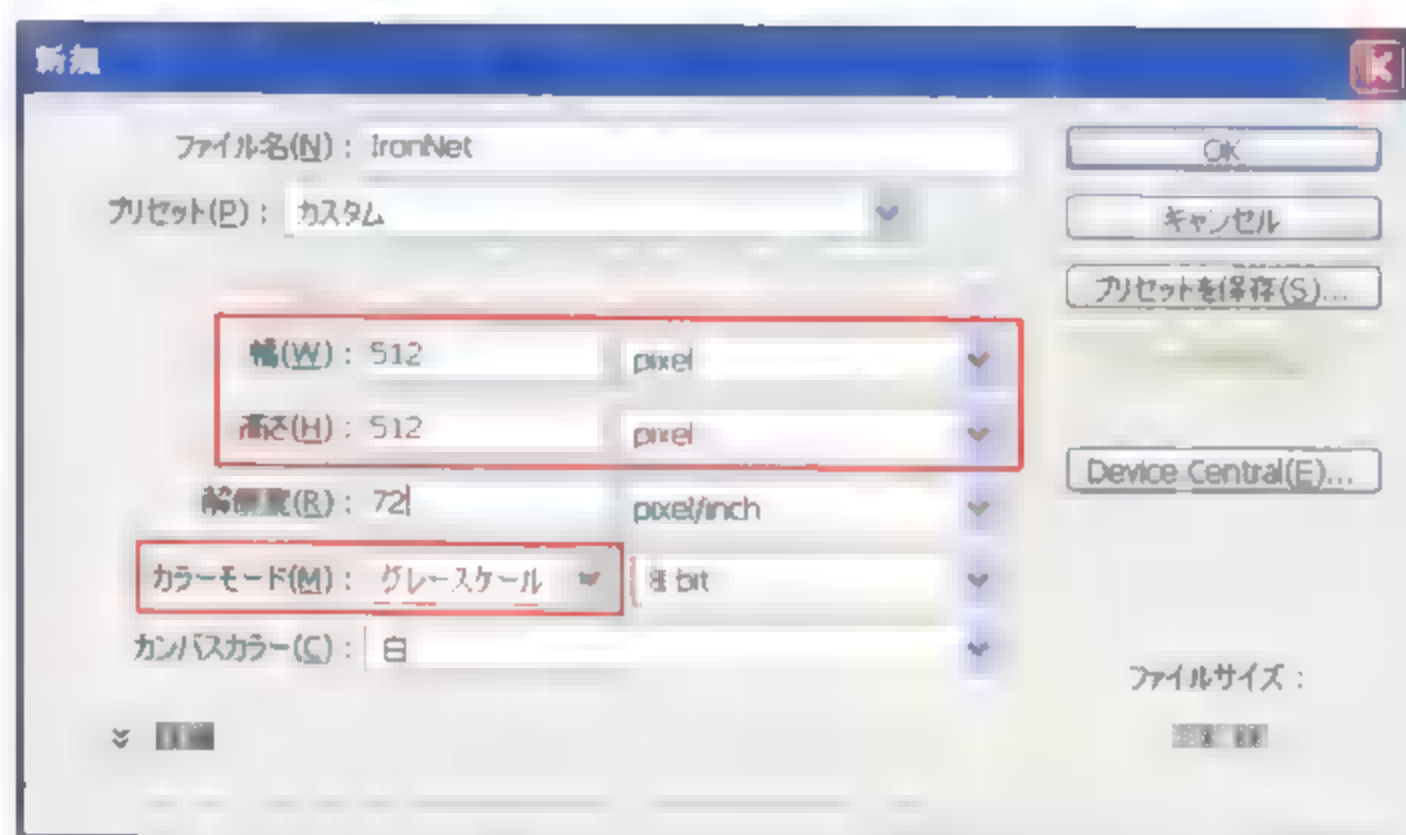 新規
ファイル名(N): IronNet
OK
プリセット(P): カスタム
キャンセル
プリセットを保存(S)...
幅(W): 512 pixel
高さ(H): 512 pixel
Device Central(E)...
(R): 72 pixel/inch
カラーモード(M): グレースケール 8 bit
カンバスカラー(C): 白
ファイルサイズ: